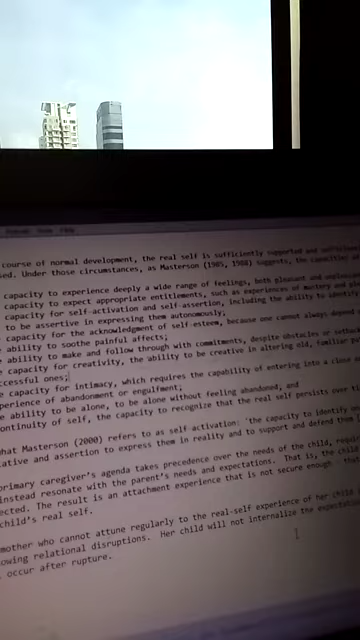 course of normal development, the real self is sufficiently supported and
sed. Under those circumstances, as Masterson (1985, 1988) suggests, the capacities
capacity to experience deeply a wide range of feelings, both pleasant and
capacity to expect appropriate entitlements, such as experiences of mastery and
capacity for self-activation and self-assertion, including the ability to identify
to be assertive in expressing them autonomously;
capacity for the acknowledgment of self-esteem, because one cannot always depend
ability to soothe painful affects;
ability to make and follow through with commitments, despite obstacles or
capacity for creativity, the ability to be creative in altering old, familiar
ccessful ones;
capacity for intimacy, which requires the capability of entering into a close
perience of abandonment or engulfment;
e ability to be alone, to be alone without feeling abandoned, and
ontinuity of self, the capacity to recognize that the real self persists over
hat Masterson (2000) refers to as self-activation: 'the capacity to identify
ative and assertion to express them in reality and to support and defend them
primary caregiver's agenda takes precedence over the needs of the child,
instead resonate with the parent's needs and expectations. That is, the child
ected. The result is an attachment experience that is not secure enough
child's real self.
mother who cannot attune regularly to the real-self experience of her child
owing relational disruptions. Her child will not internalize the
occur after rupture.